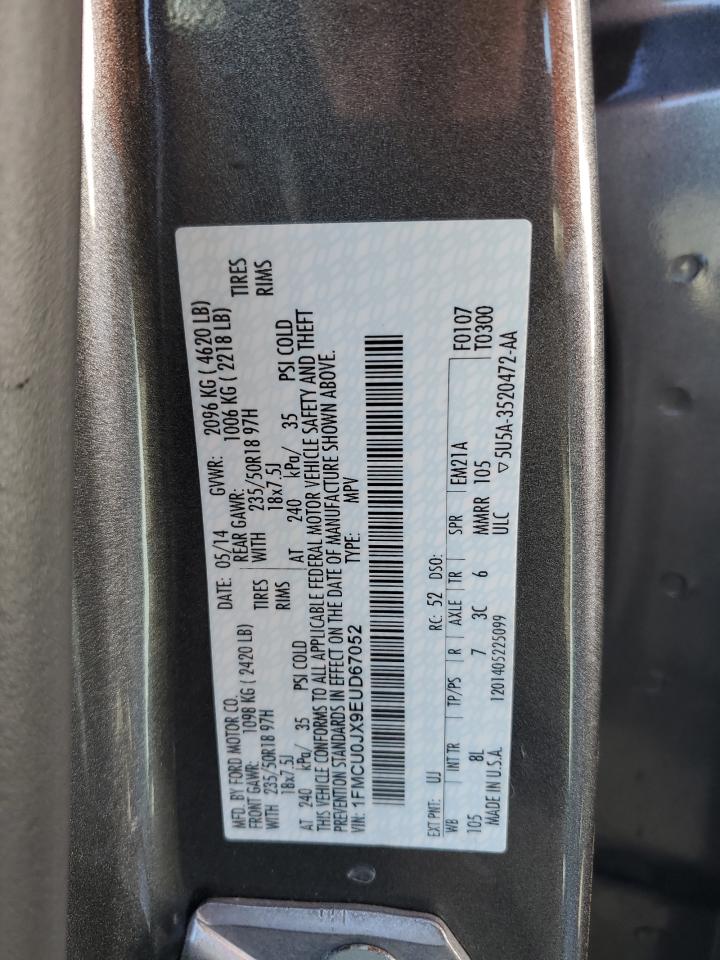 MFD. BY FORD MOTOR CO.
DATE: 05/14 GVWR: 2096 KG ( 4620 LB)
FRONT GAWR: 1098 KG ( 2420 LB) REAR GAWR: 1006 KG ( 2218 LB)
WITH 235/50R18 97H TIRES WITH 235/50R18 97H TIRES
18x7.5J RIMS 18x7.5J RIMS
AT 240 kPa/ 35 PSI COLD AT 240 kPa/ 35 PSI COLD
THIS VEHICLE CONFORMS TO ALL APPLICABLE FEDERAL MOTOR VEHICLE SAFETY AND THEFT
PREVENTION STANDARDS IN EFFECT ON THE DATE OF MANUFACTURE SHOWN ABOVE.
VIN: 1FMCU0JX9EUD67052 TYPE: MPV
EXT PNT: UJ RC: 52 DSO: F0107
WB INT TR TP/PS R AXLE TR SPR EM21A T0300
105 8L 7 3C 6 MMRR 105
MADE IN U.S.A. 1201405225099 ULC ▽5U5A-3520472-AA